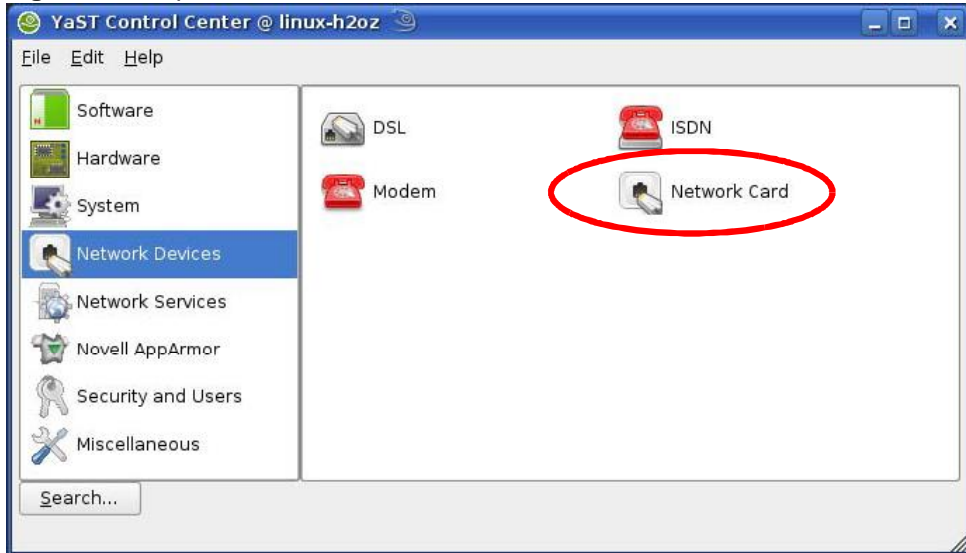 YaST Control Center @ linux-h2oz
File Edit Help
Software
Hardware
System
Network Devices
Network Services
Novell AppArmor
Security and Users
Miscellaneous
DSL
ISDN
Modem
Network Card
Search...